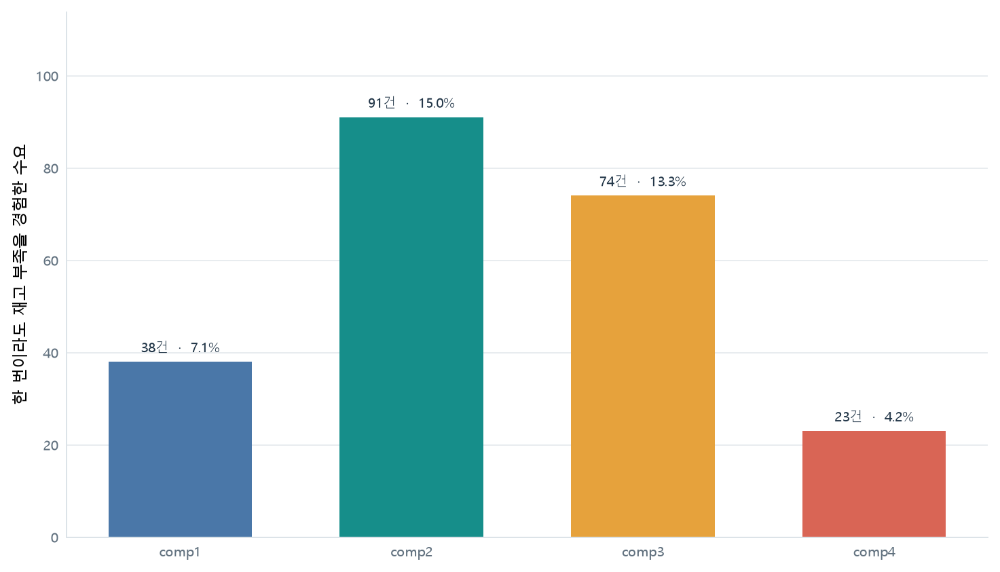 한 번이라도 재고 부족을 경험한 수요
100
80
60
40
20
0
38건 · 7.1%
91건 · 15.0%
74건 · 13.3%
23건 · 4.2%
comp1
comp2
comp3
comp4